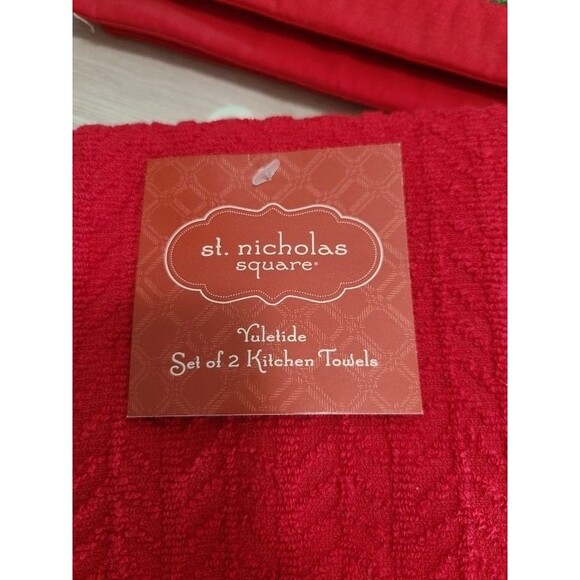 st. nicholas
square®
Yuletide
Set of 2 Kitchen Towels